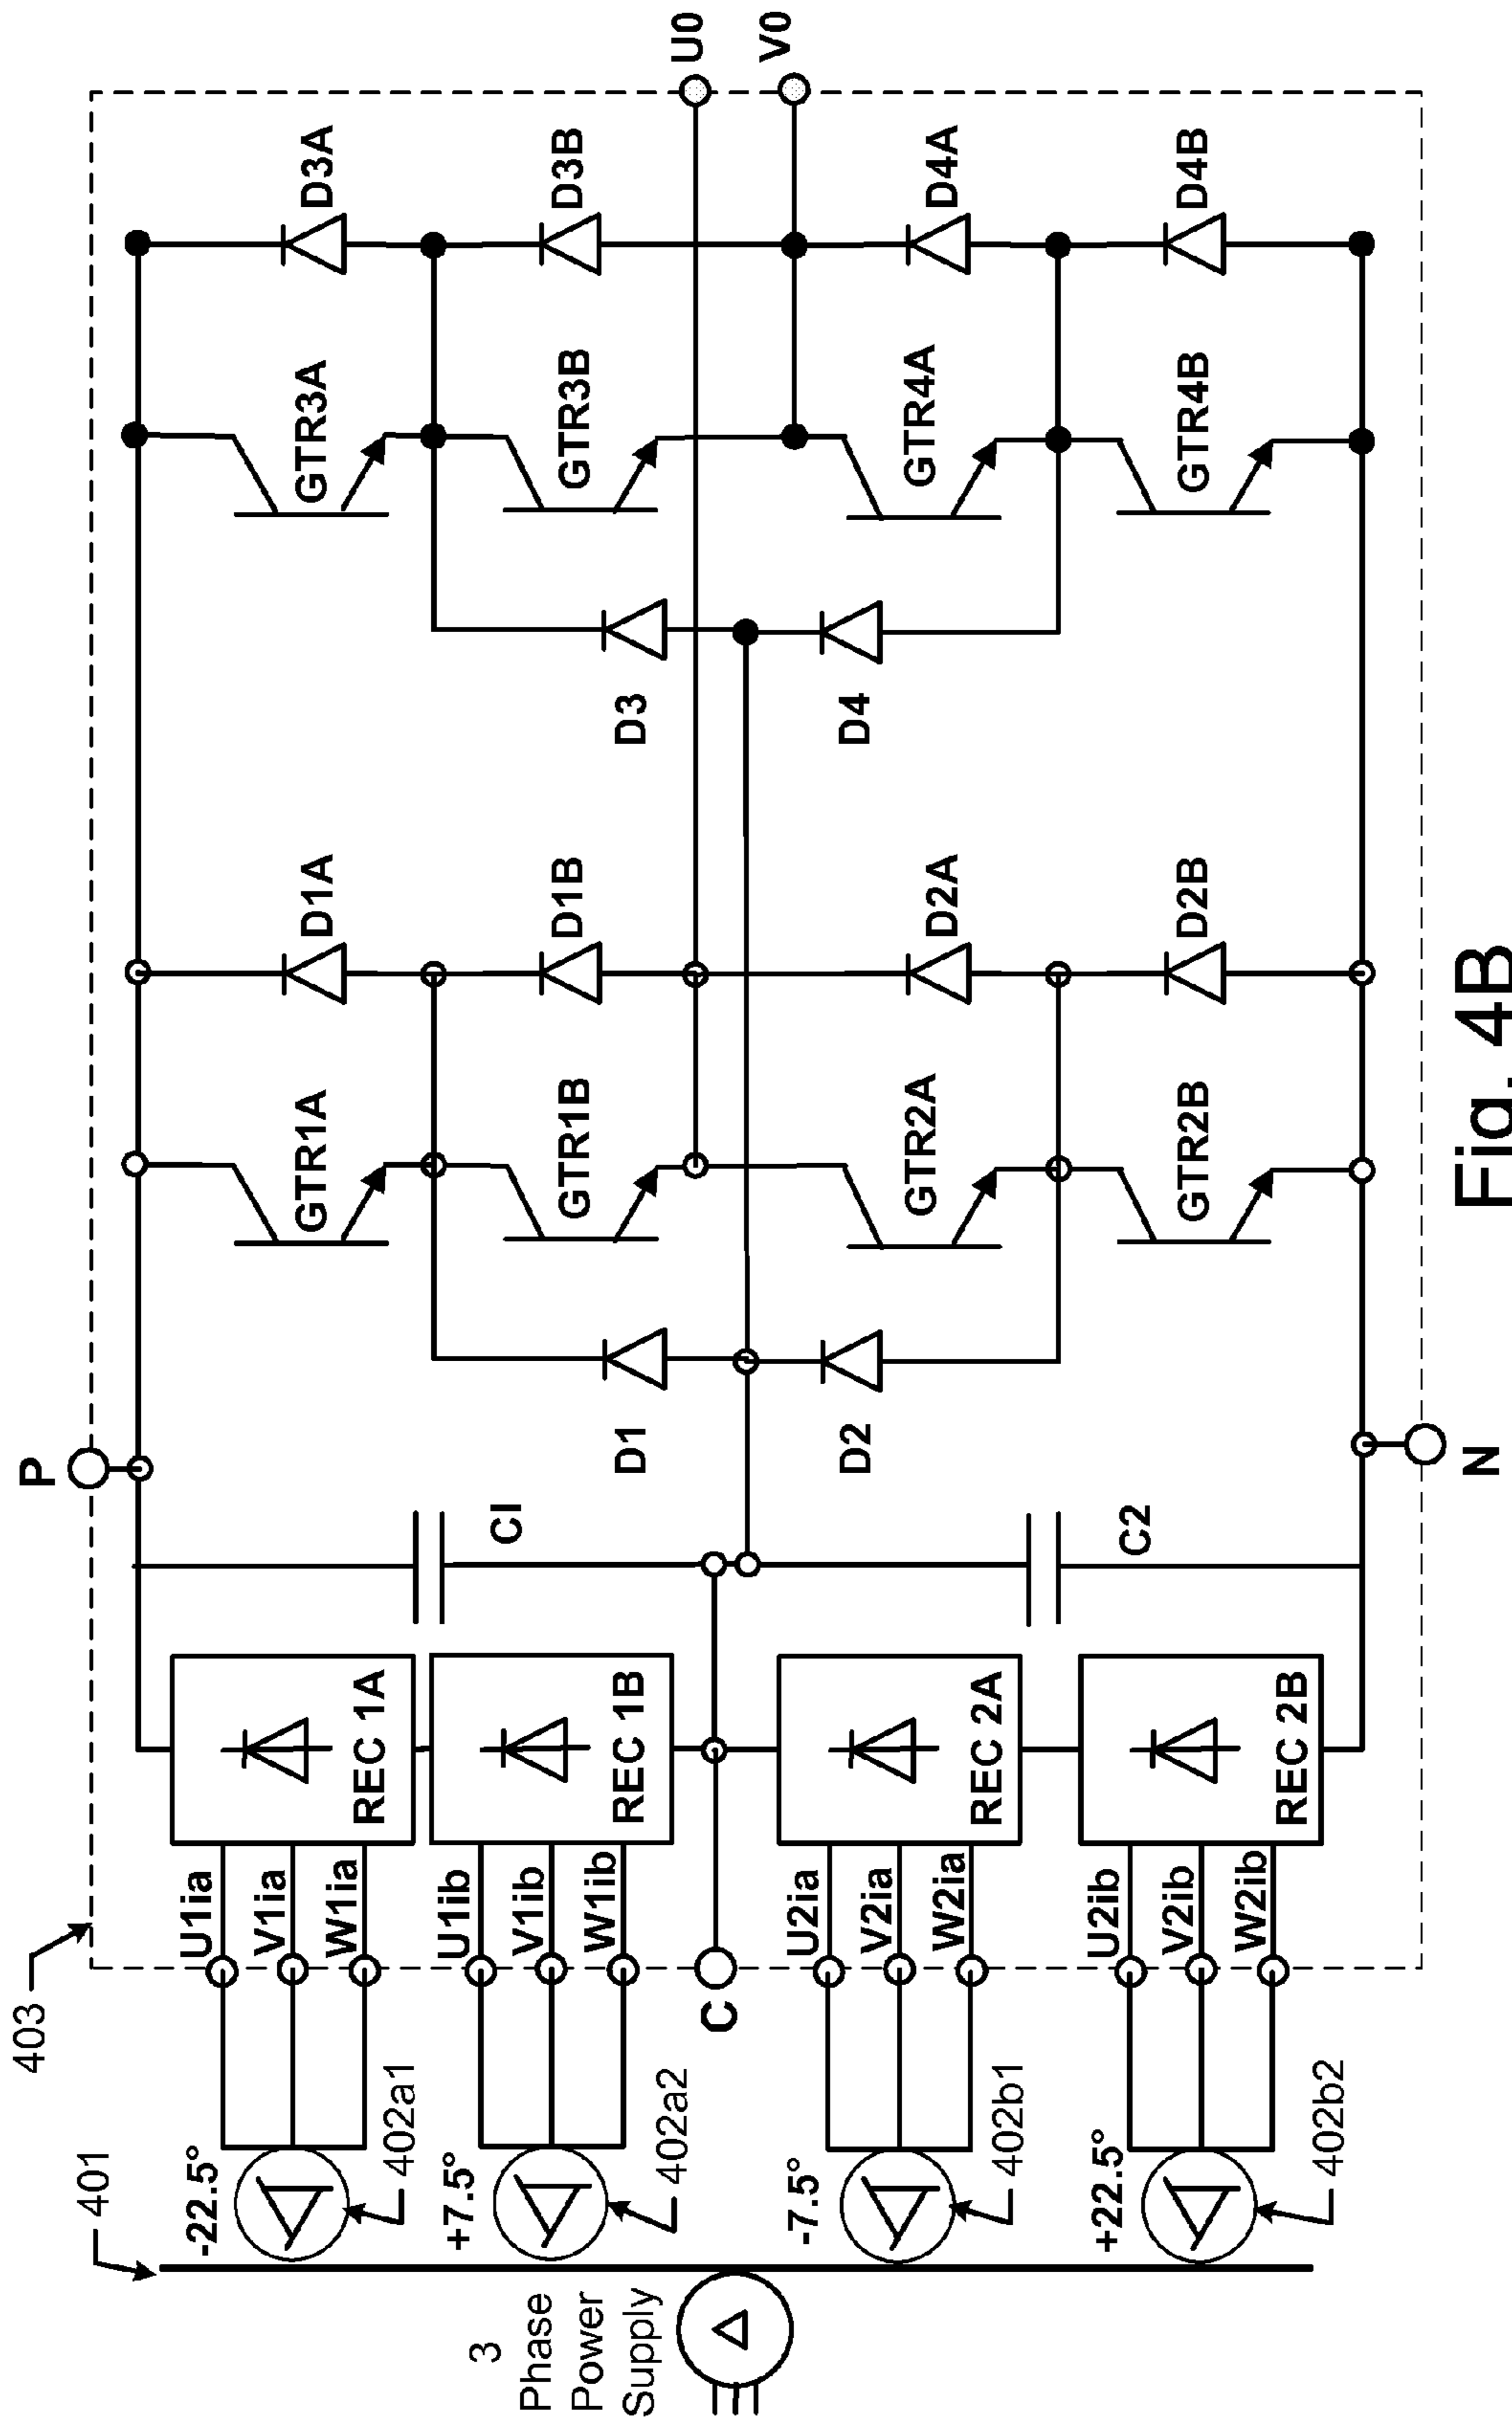 403
P
401
-22.5°
402a1
U1ia
V1ia
W1ia
REC 1A
+7.5°
402a2
U1ib
V1ib
W1ib
REC 1B
3
Phase
Power
Supply
C
-7.5°
402b1
U2ia
V2ia
W2ia
REC 2A
+22.5°
402b2
U2ib
V2ib
W2ib
REC 2B
C1
C2
D1
D2
GTR1A
GTR1B
GTR2A
GTR2B
D1A
D1B
D2A
D2B
D3
D4
GTR3A
GTR3B
GTR4A
GTR4B
D3A
D3B
D4A
D4B
U0
V0
N
Fig. 4B